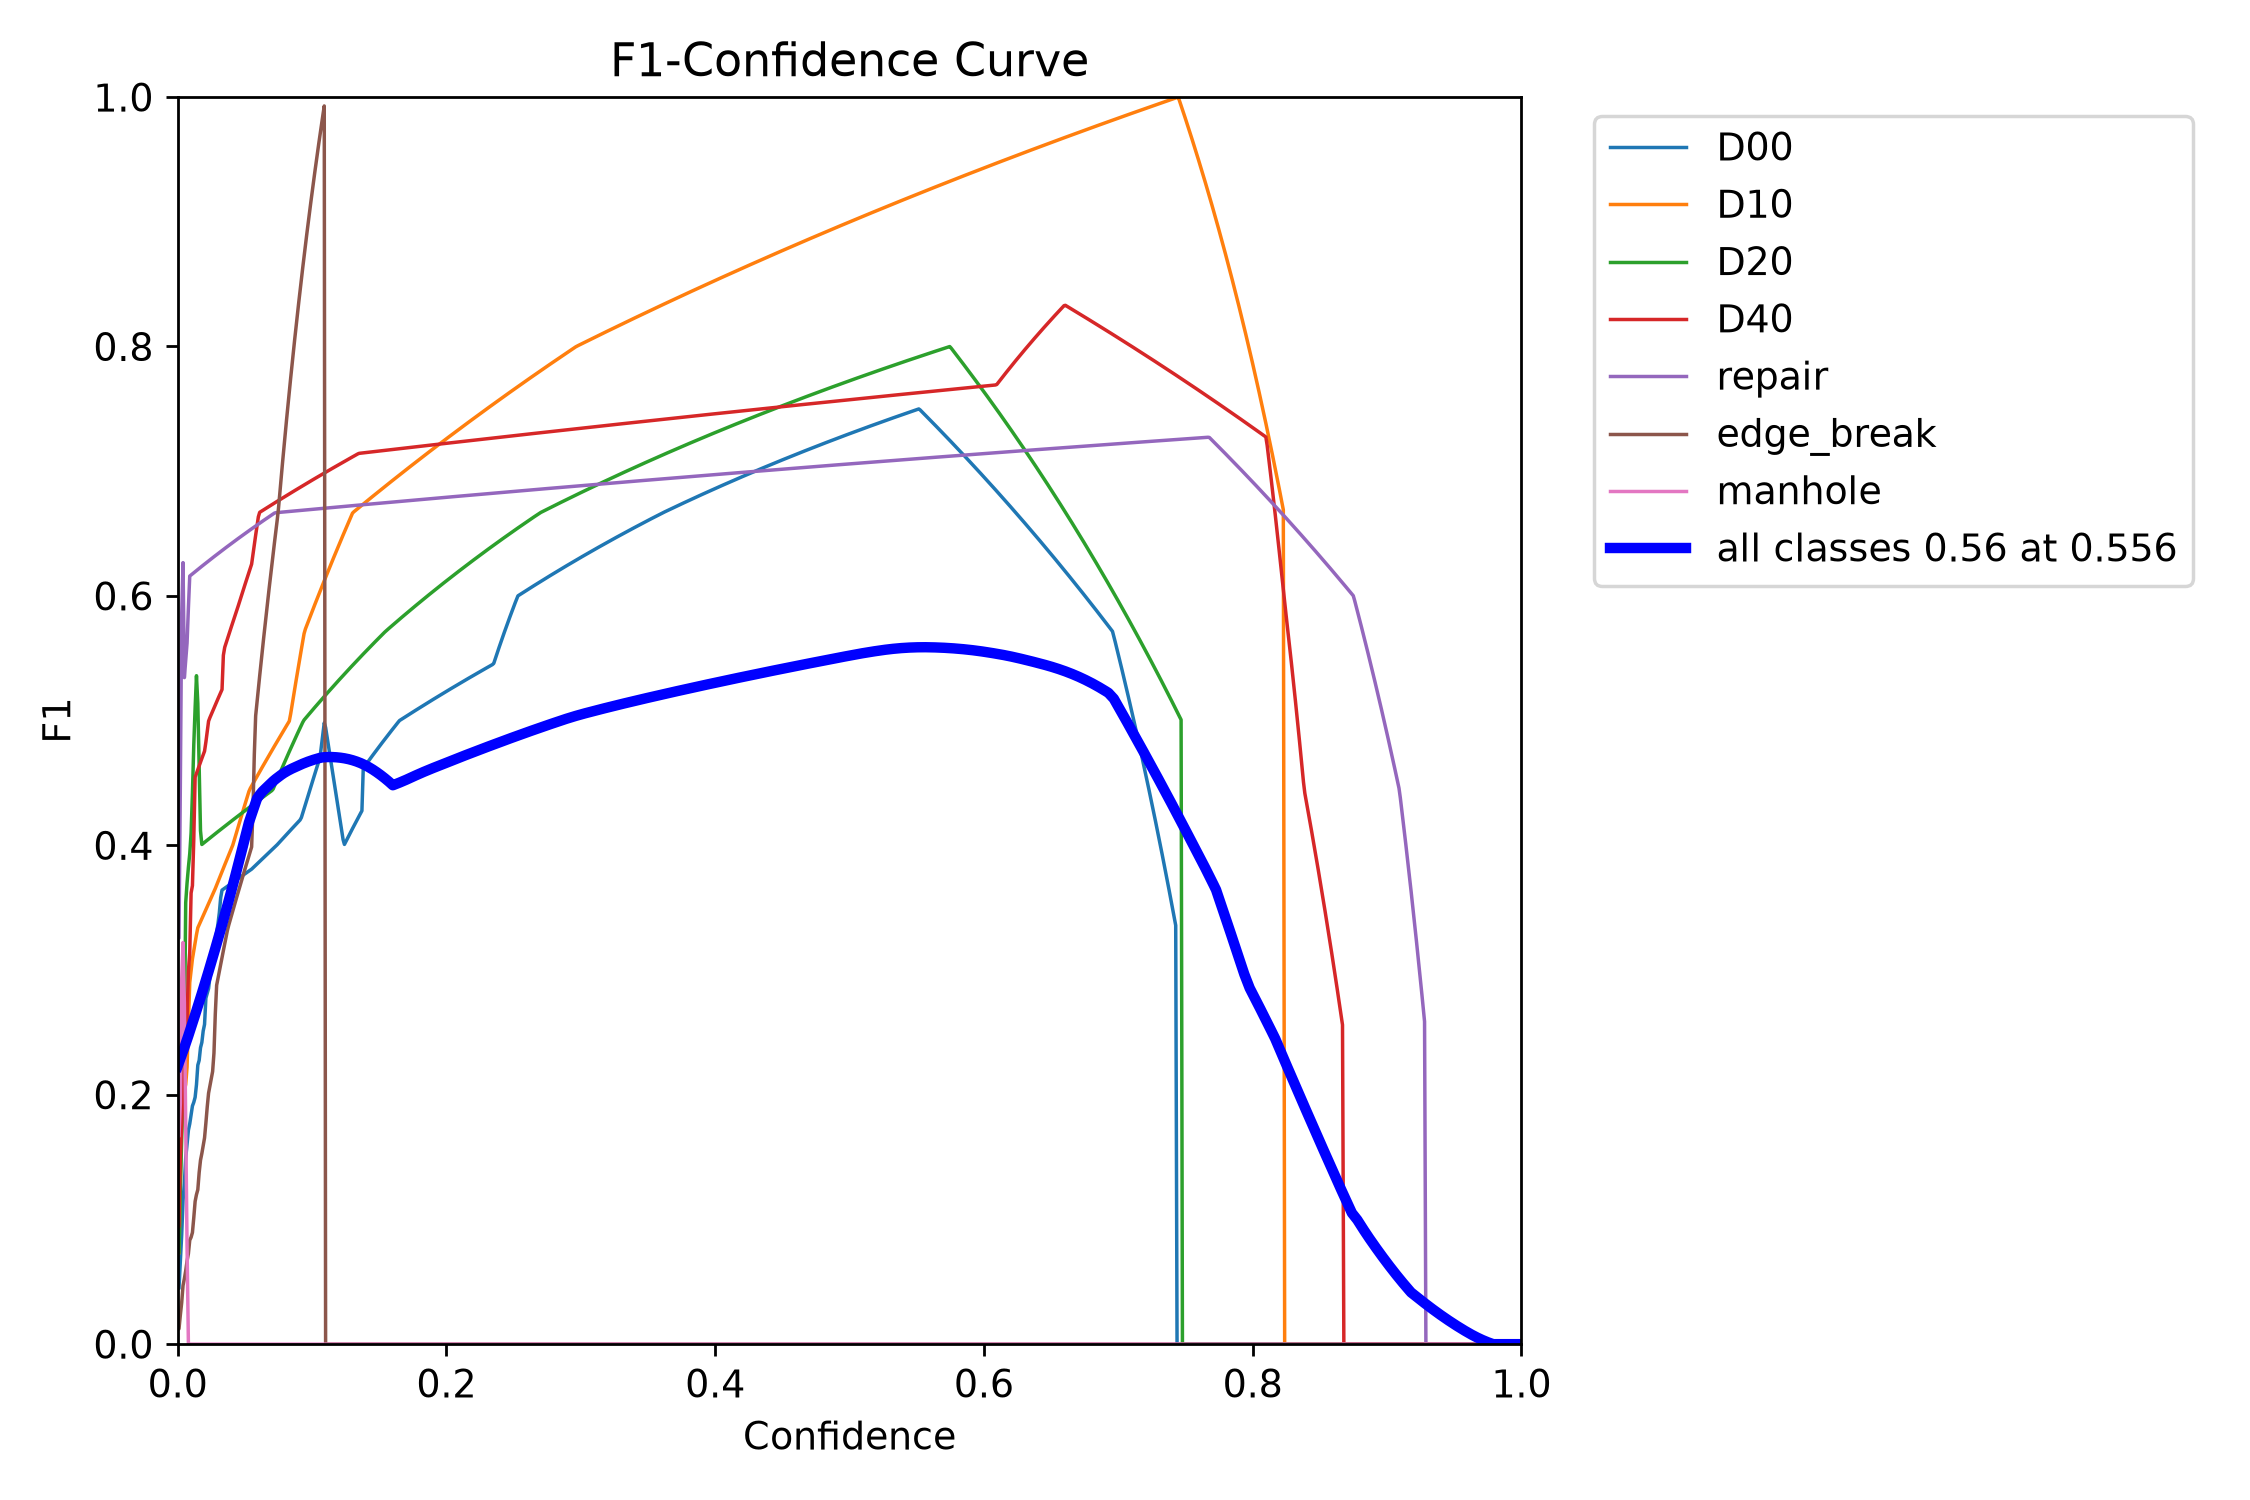 F1-Confidence Curve
1.0
0.8
0.6
0.4
0.2
0.0
F1
0.0 0.2 0.4 0.6 0.8 1.0
Confidence
D00
D10
D20
D40
repair
edge_break
manhole
all classes 0.56 at 0.556